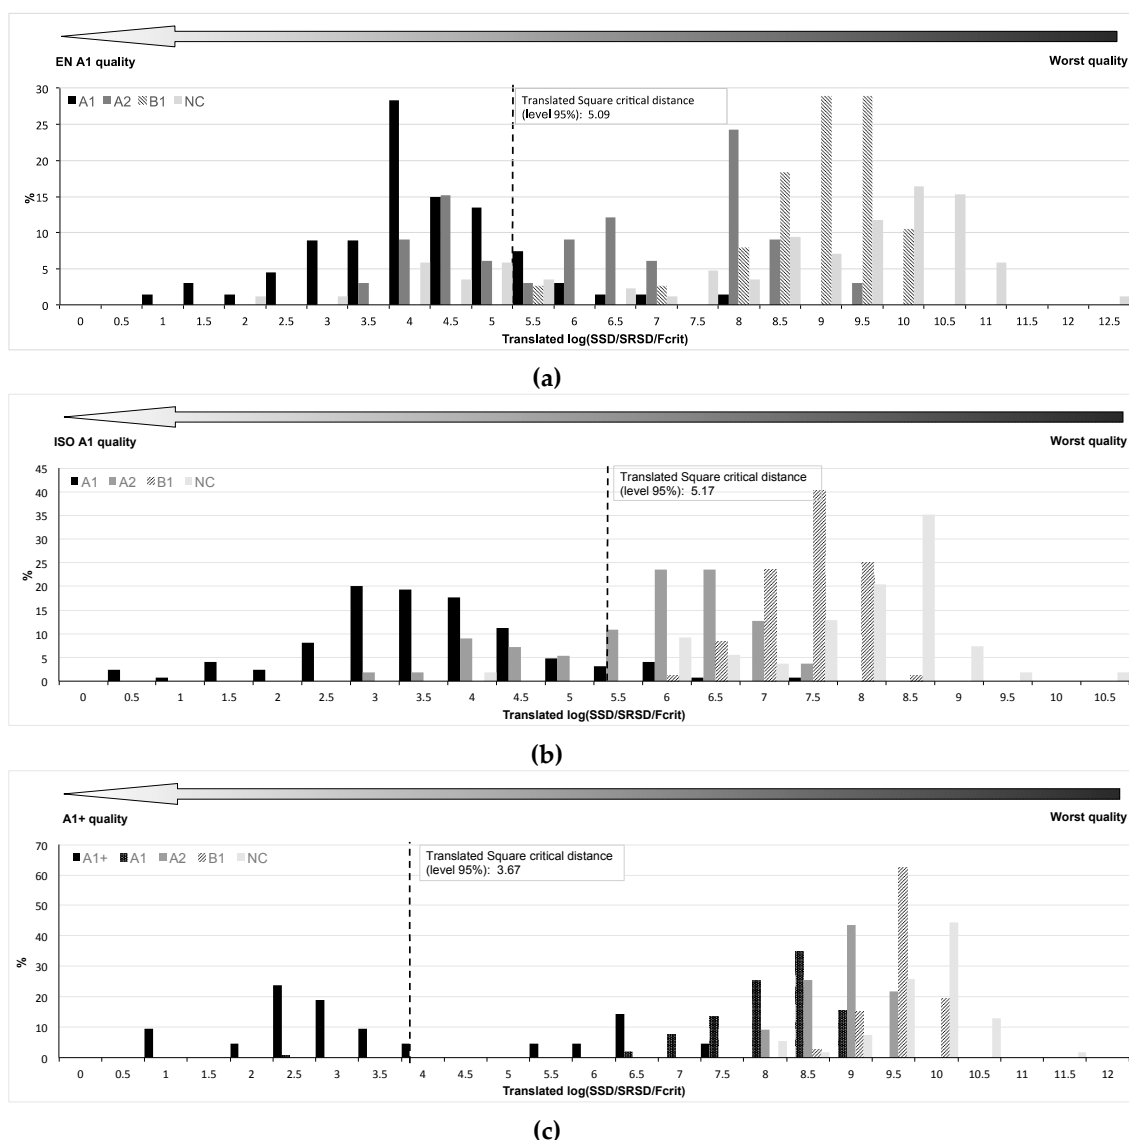 EN A1 quality Worst quality
30
A1 A2 B1 NC
Translated Square critical distance
(level 95%): 5.09
25
20
15
%
10
5
0
0 0.5 1 1.5 2 2.5 3 3.5 4 4.5 5 5.5 6 6.5 7 7.5 8 8.5 9 9.5 10 10.5 11 11.5 12 12.5
Translated log(SSD/SRSD/Fcrit)
(a)
ISO A1 quality Worst quality
45
A1 A2 B1 NC
Translated Square critical distance
(level 95%): 5.17
40
35
30
25
%
20
15
10
5
0
0 0.5 1 1.5 2 2.5 3 3.5 4 4.5 5 5.5 6 6.5 7 7.5 8 8.5 9 9.5 10 10.5
Translated log(SSD/SRSD/Fcrit)
(b)
A1+ quality Worst quality
70
A1+ A1 A2 B1 NC
Translated Square critical distance
(level 95%): 3.67
60
50
40
%
30
20
10
0
0 0.5 1 1.5 2 2.5 3 3.5 4 4.5 5 5.5 6 6.5 7 7.5 8 8.5 9 9.5 10 10.5 11 11.5 12
Translated log(SSD/SRSD/Fcrit)
(c)